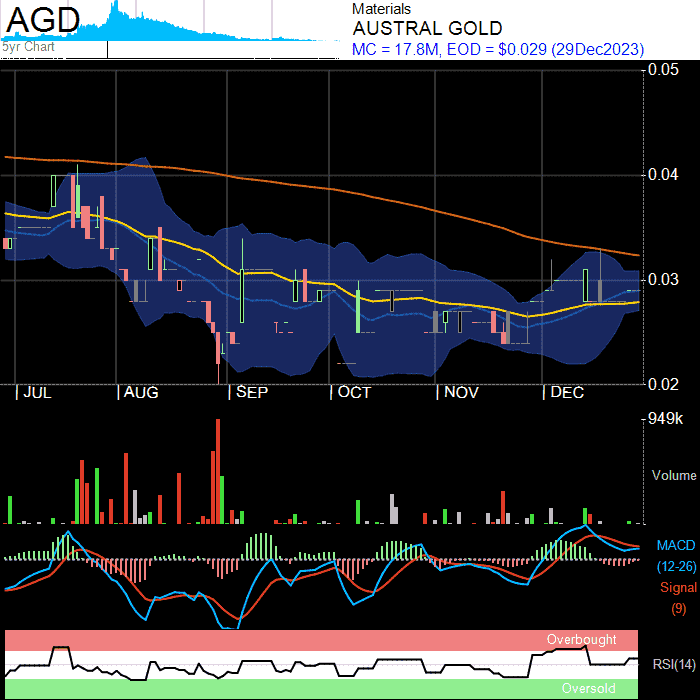 AGD
5yr Chart
Materials
AUSTRAL GOLD
MC = 17.8M, EOD = $0.029 (29Dec2023)
0.05
0.04
0.03
0.02
JUL AUG SEP OCT NOV DEC
949k
Volume
MACD
(12-26)
Signal
(9)
Overbought
RSI(14)
Oversold